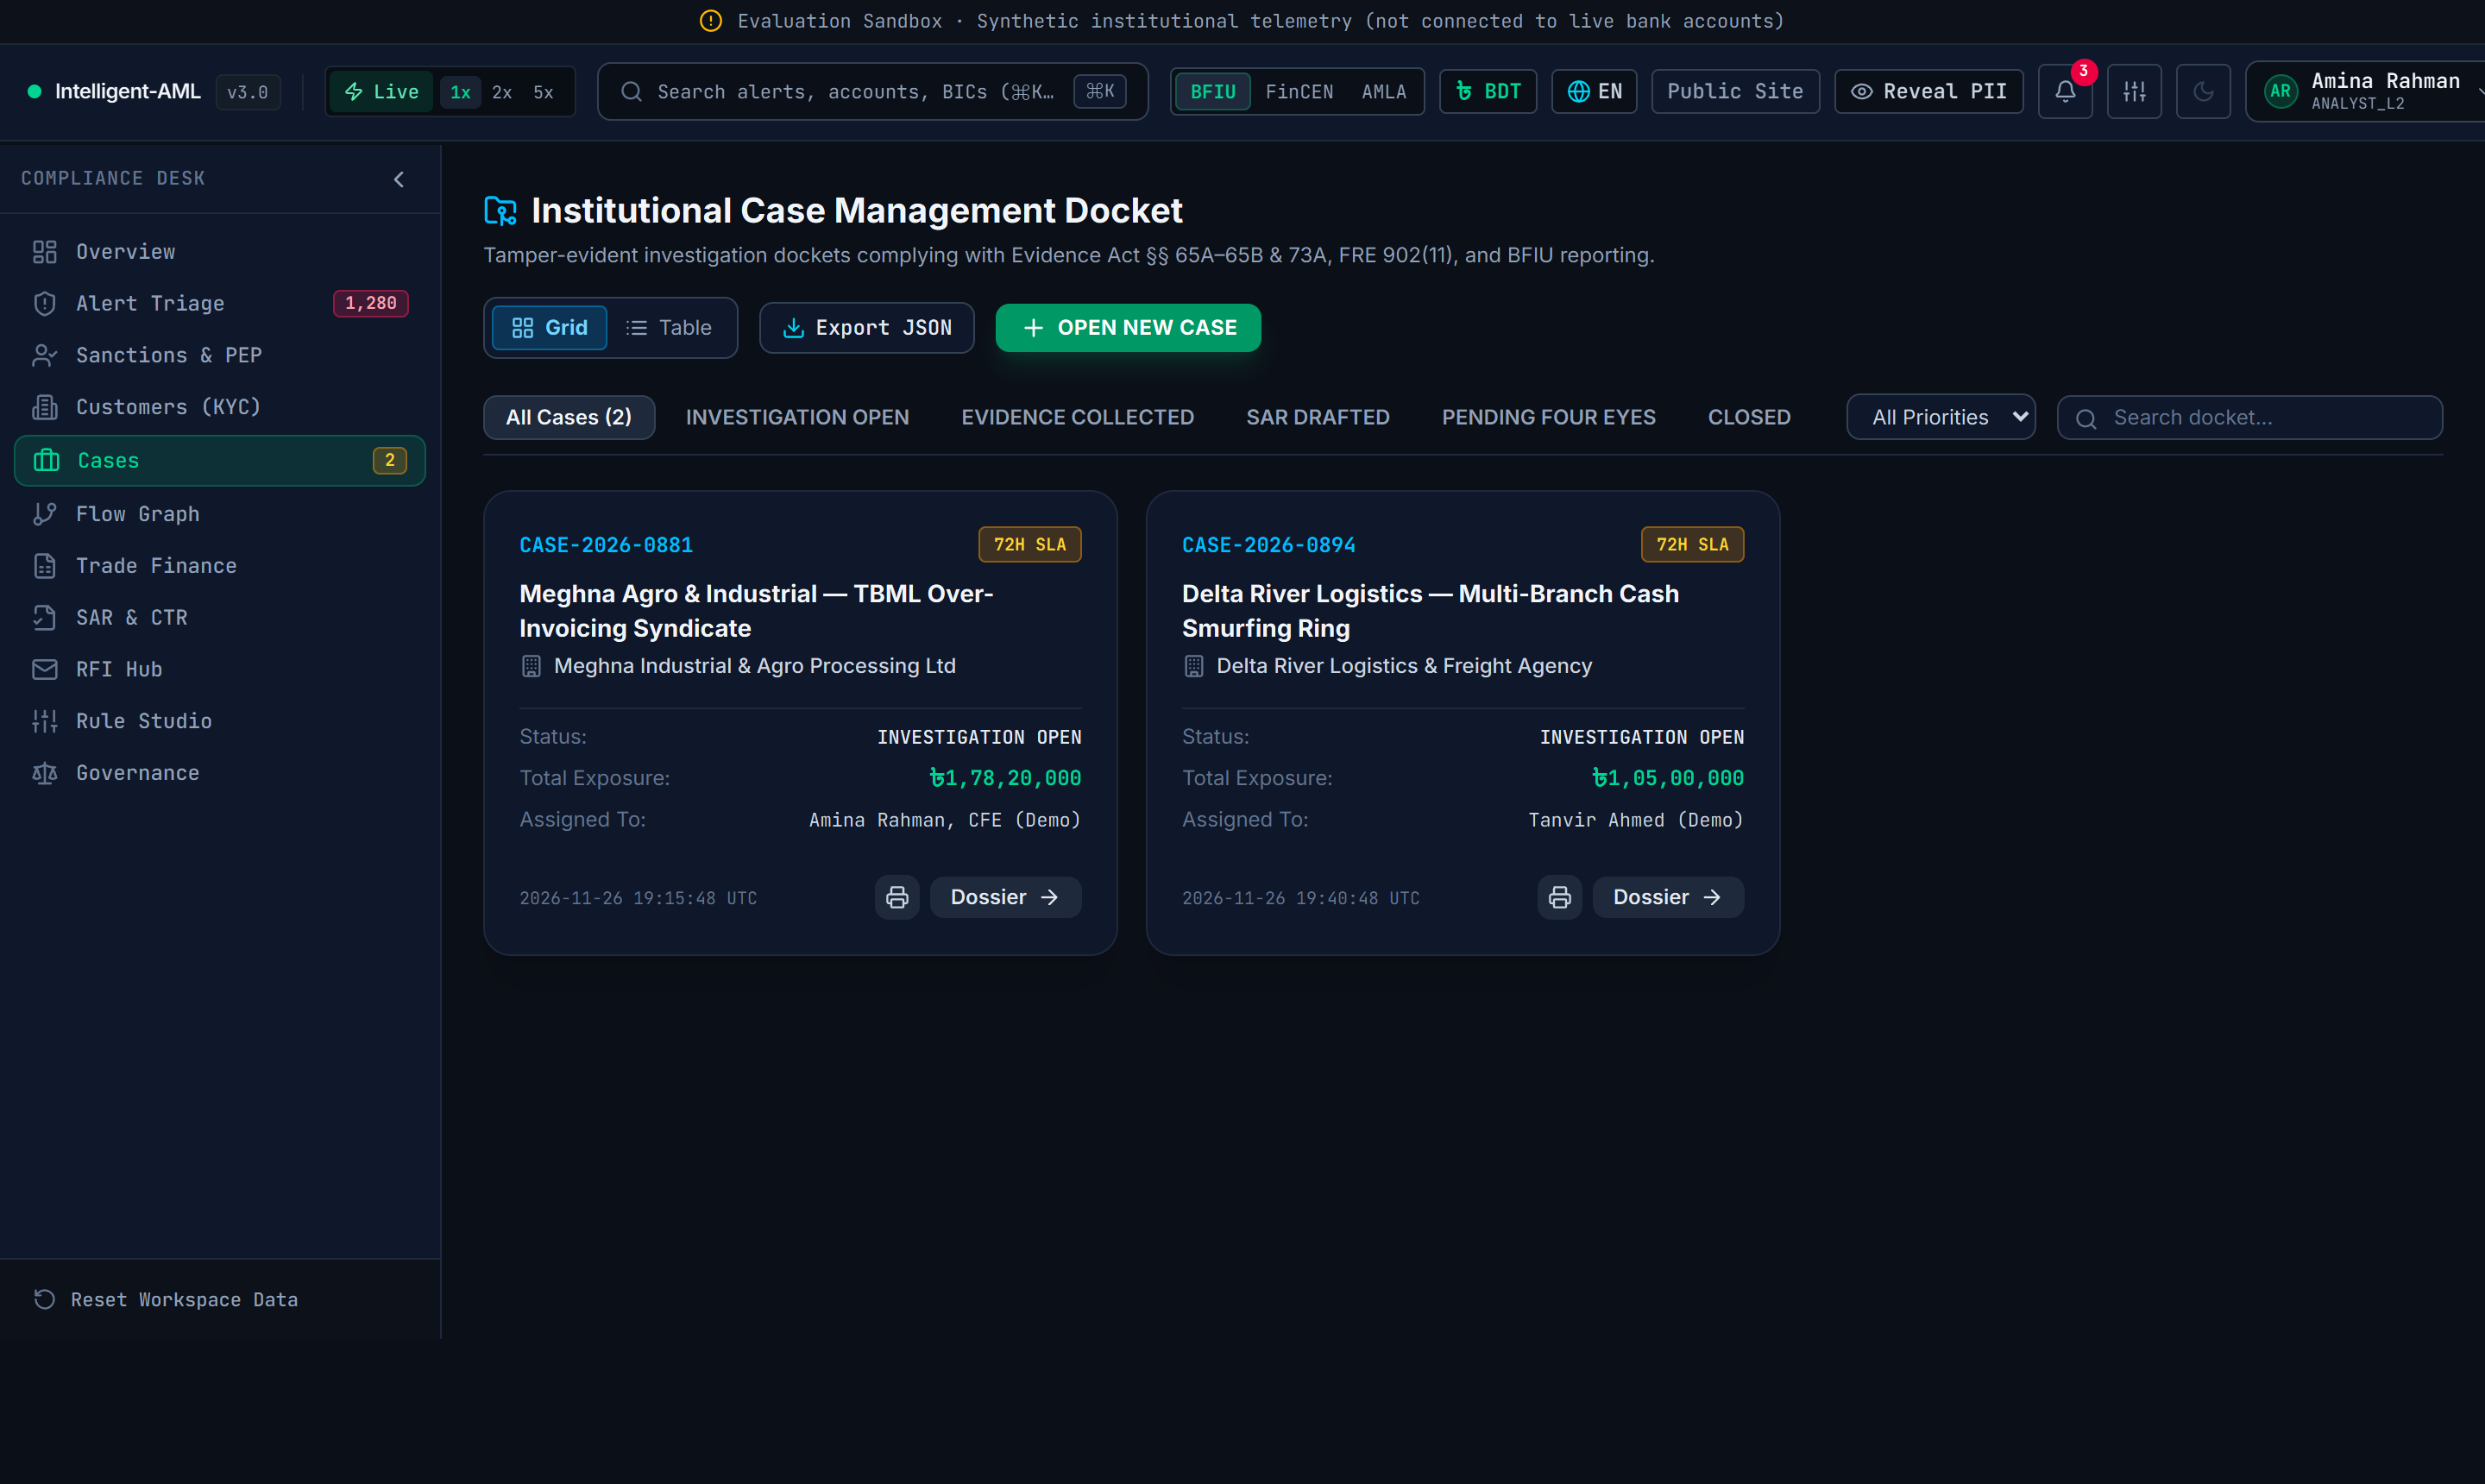 Evaluation Sandbox · Synthetic institutional telemetry (not connected to live bank accounts)
Intelligent-AML v3.0 Live 1x 2x 5x Search alerts, accounts, BICs (⌘K… ⌘K BFIU FinCEN AMLA ৳ BDT EN Public Site Reveal PII 3 AR Amina Rahman
ANALYST_L2
COMPLIANCE DESK
Overview
Alert Triage 1,280
Sanctions & PEP
Customers (KYC)
Cases 2
Flow Graph
Trade Finance
SAR & CTR
RFI Hub
Rule Studio
Governance
Reset Workspace Data
Institutional Case Management Docket
Tamper-evident investigation dockets complying with Evidence Act §§ 65A–65B & 73A, FRE 902(11), and BFIU reporting.
Grid Table Export JSON OPEN NEW CASE
All Cases (2) INVESTIGATION OPEN EVIDENCE COLLECTED SAR DRAFTED PENDING FOUR EYES CLOSED All Priorities Search docket...
CASE-2026-0881 72H SLA
Meghna Agro & Industrial — TBML Over-
Invoicing Syndicate
Meghna Industrial & Agro Processing Ltd
Status: INVESTIGATION OPEN
Total Exposure: ৳1,78,20,000
Assigned To: Amina Rahman, CFE (Demo)
2026-11-26 19:15:48 UTC Dossier →
CASE-2026-0894 72H SLA
Delta River Logistics — Multi-Branch Cash
Smurfing Ring
Delta River Logistics & Freight Agency
Status: INVESTIGATION OPEN
Total Exposure: ৳1,05,00,000
Assigned To: Tanvir Ahmed (Demo)
2026-11-26 19:40:48 UTC Dossier →